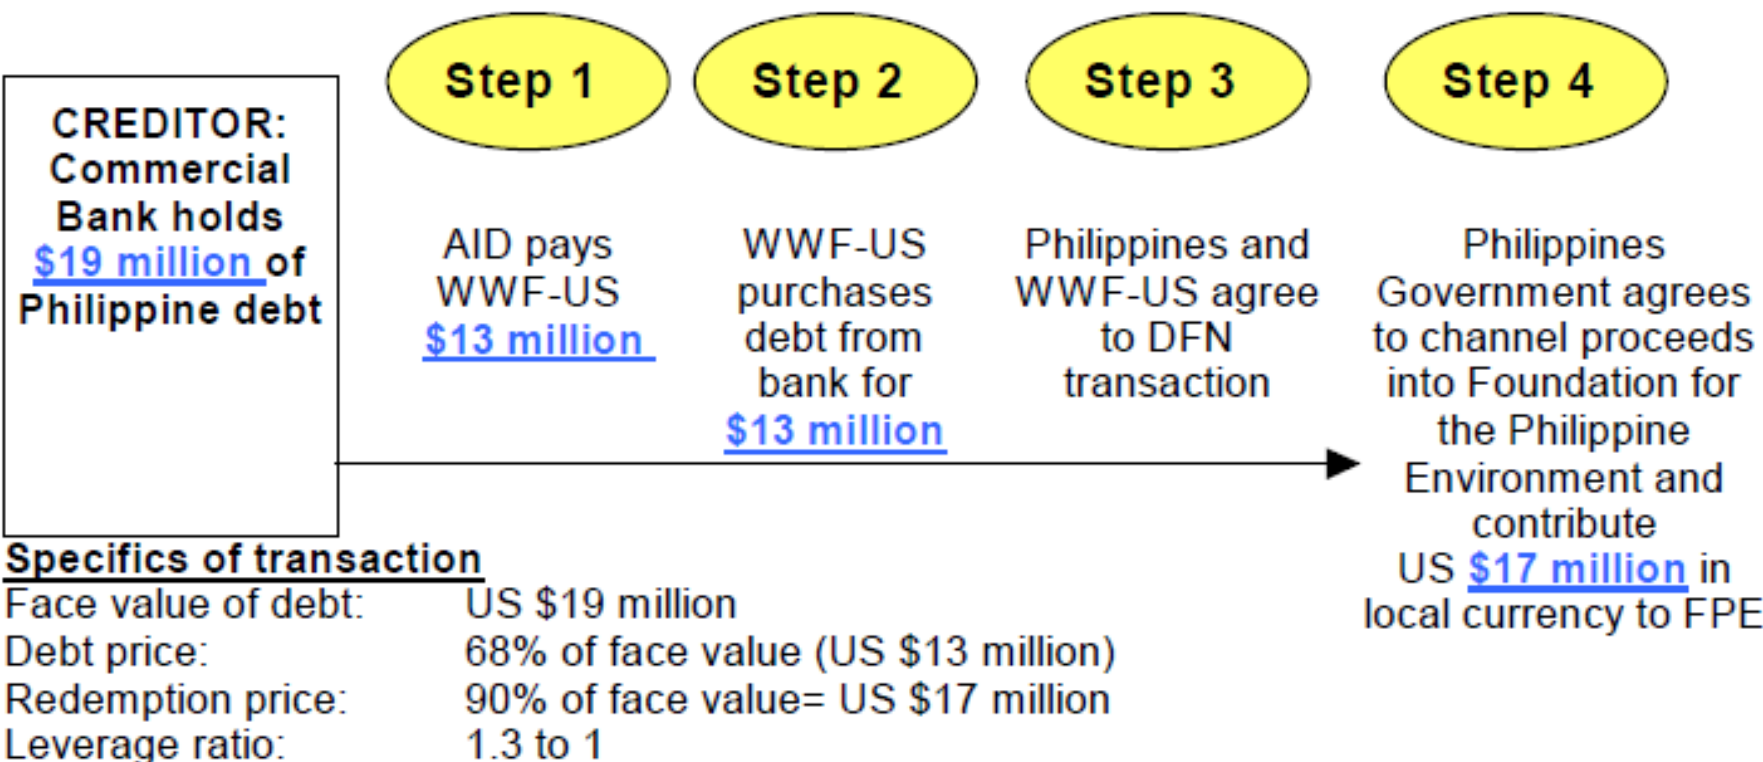 CREDITOR:
Commercial
Bank holds
$19 million of
Philippine debt
Step 1
AID pays
WWF-US
$13 million
Step 2
WWF-US
purchases
debt from
bank for
$13 million
Step 3
Philippines and
WWF-US agree
to DFN
transaction
Step 4
Philippines
Government agrees
to channel proceeds
into Foundation for
the Philippine
Environment and
contribute
US $17 million in
local currency to FPE
Specifics of transaction
Face value of debt: US $19 million
Debt price: 68% of face value (US $13 million)
Redemption price: 90% of face value= US $17 million
Leverage ratio: 1.3 to 1